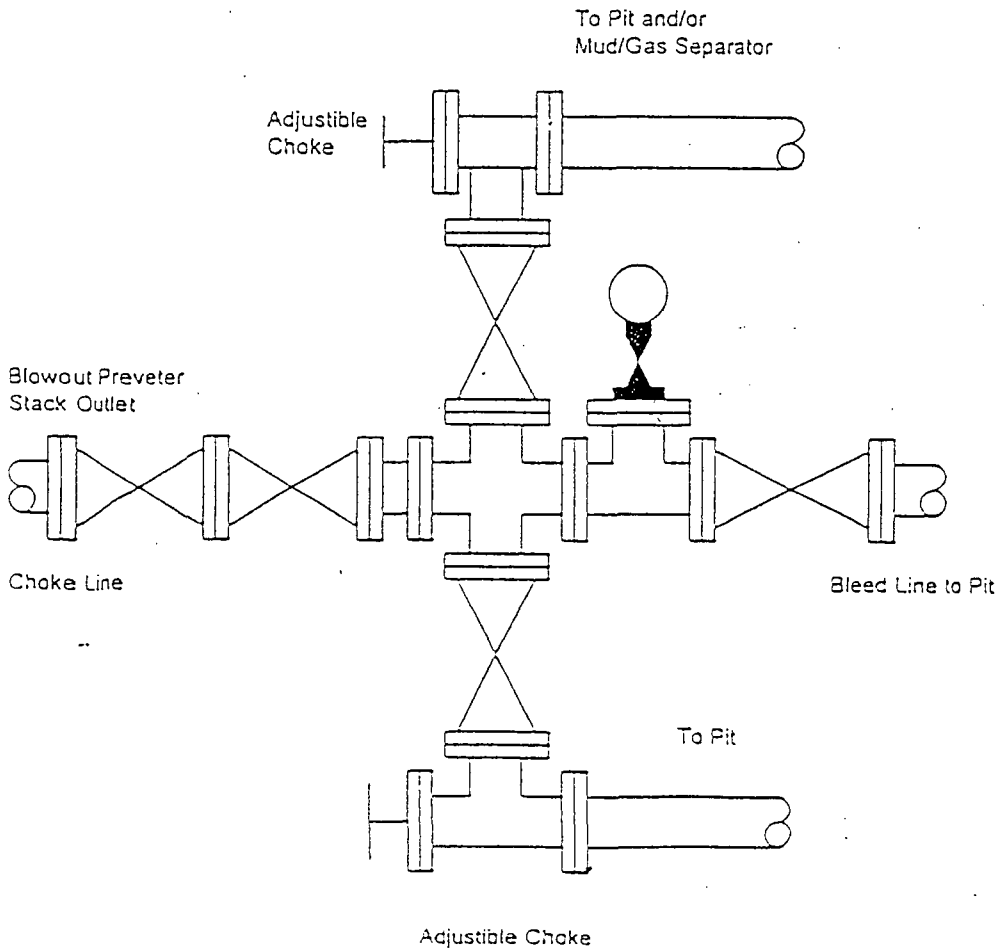 To Pit and/or
Mud/Gas Separator
Adjustible
Choke
Blowout Preveter
Stack Outlet
Choke Line
Bleed Line to Pit
To Pit
Adjustible Choke